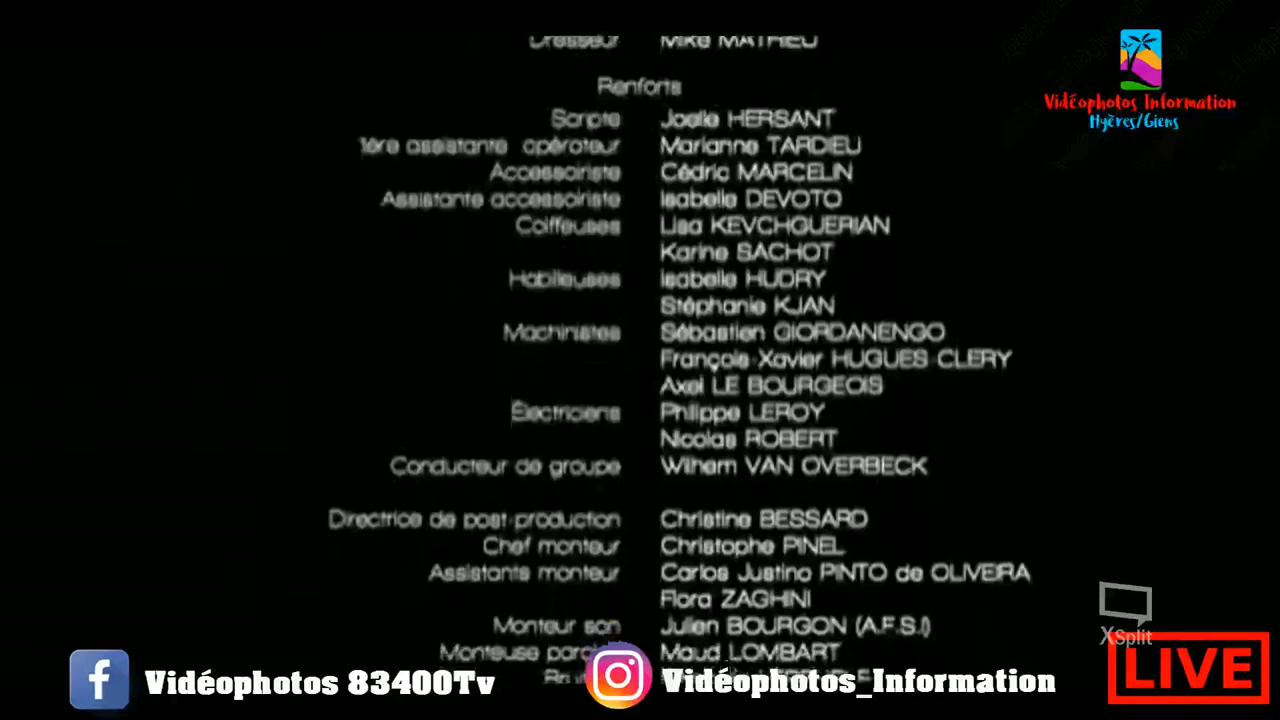 Dresseur Mike MATHIEU
Renforts
Scripte Joelle HERSANT
1ère assistante opérateur Marianne TARDIEU
Accessoiriste Cédric MARCELIN
Assistante accessoiriste Isabelle DEVOTO
Coiffeuses Lisa KEVCHGUERIAN
Karine SACHOT
Habilleuses Isabelle HUDRY
Stéphanie KJAN
Machinistes Sébastien GIORDANENGO
François Xavier HUGUES CLERY
Axel LE BOURGEOIS
Électriciens Philippe LEROY
Nicolas ROBERT
Conducteur de groupe Wilhem VAN OVERBECK
Directrice de post-production Christine BESSARD
Chef monteur Christophe PINEL
Assistants monteur Carlos Justino PINTO de OLIVEIRA
Flora ZAGHINI
Monteur son Julien BOURGON (A.F.S.I)
Monteuse Maud LOMBART
Vidéophotos Information
Hyères/Giens
XSplit
LIVE
f Vidéophotos 83400Tv
Vidéophotos_Information